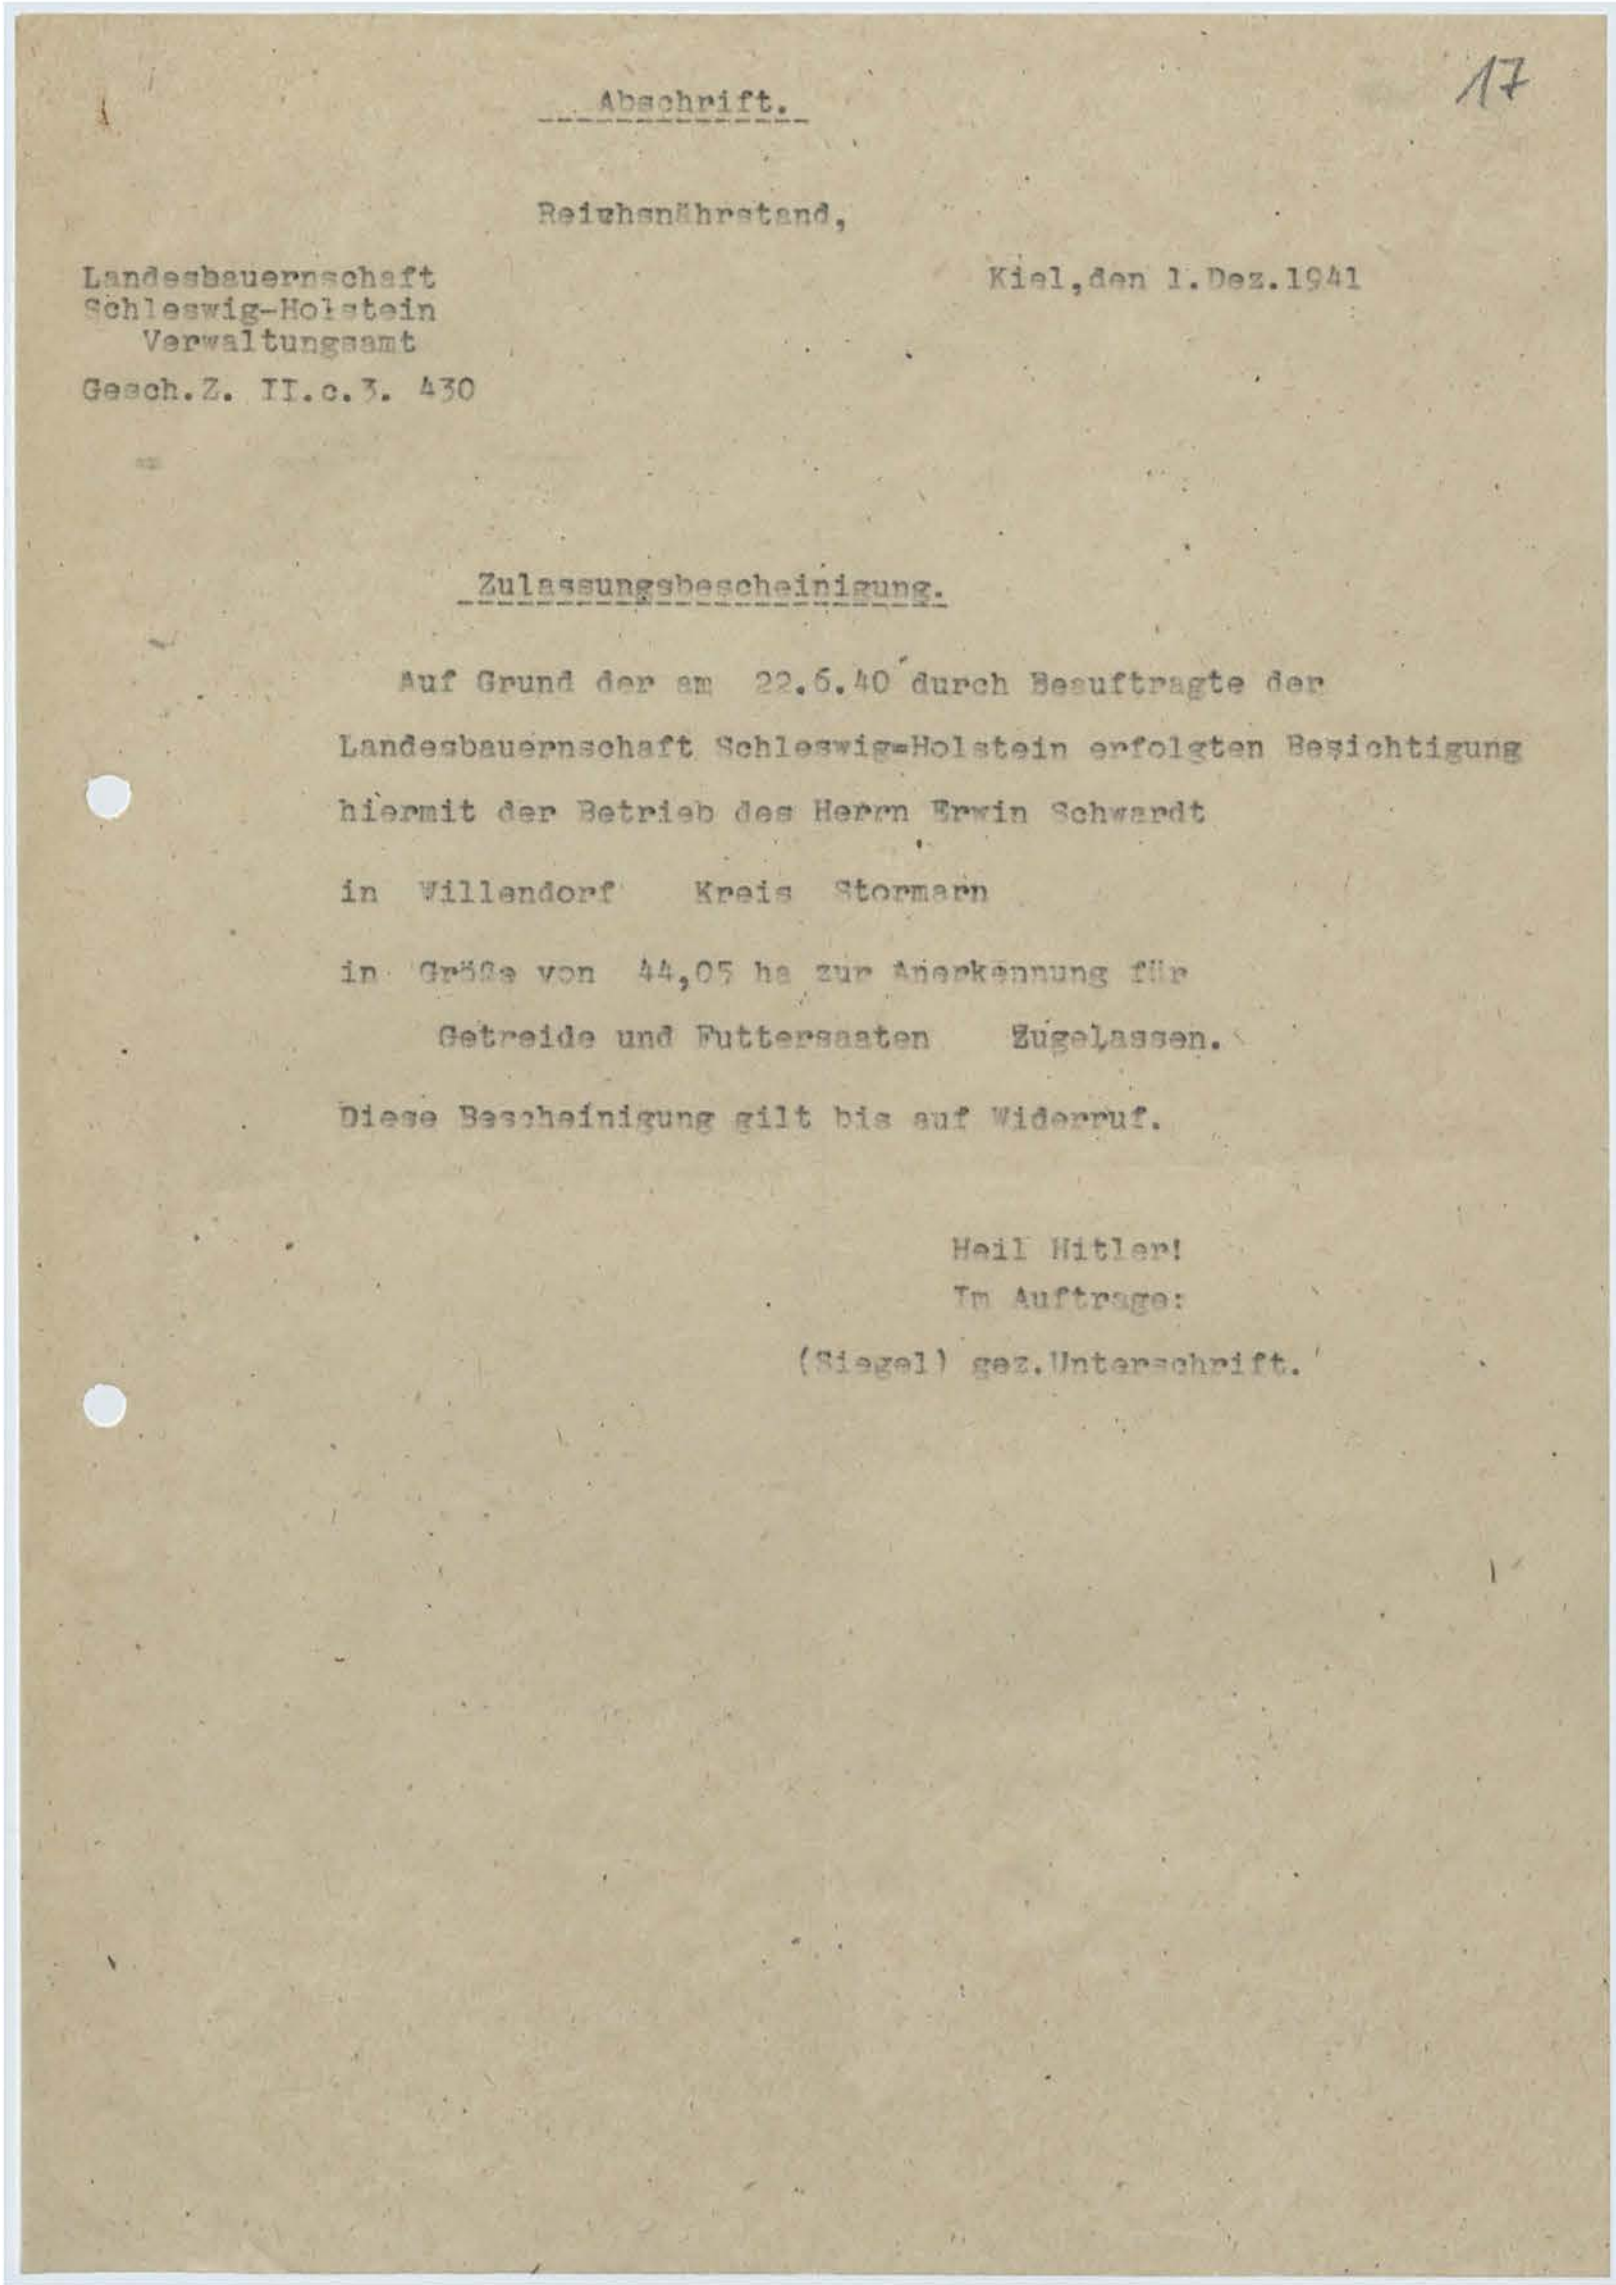 17
Abschrift.
Reichsnährstand,
Landesbauernschaft
Schleswig-Holstein
Verwaltungsamt
Kiel,den 1.Dez.1941
Gesch.Z. II.c.3. 430
Zulassungsbescheinigung.
Auf Grund der am 22.6.40 durch Beauftragte der
Landesbauernschaft Schleswig=Holstein erfolgten Besichtigung
hiermit der Betrieb des Herrn Erwin Schwardt
in Willendorf Kreis Stormarn
in Größe von 44,05 ha zur Anerkennung für
Getreide und Futtersaaten Zugelassen.
Diese Bescheinigung gilt bis auf Widerruf.
Heil Hitler!
Im Auftrage:
(Siegel) gez.Unterschrift.